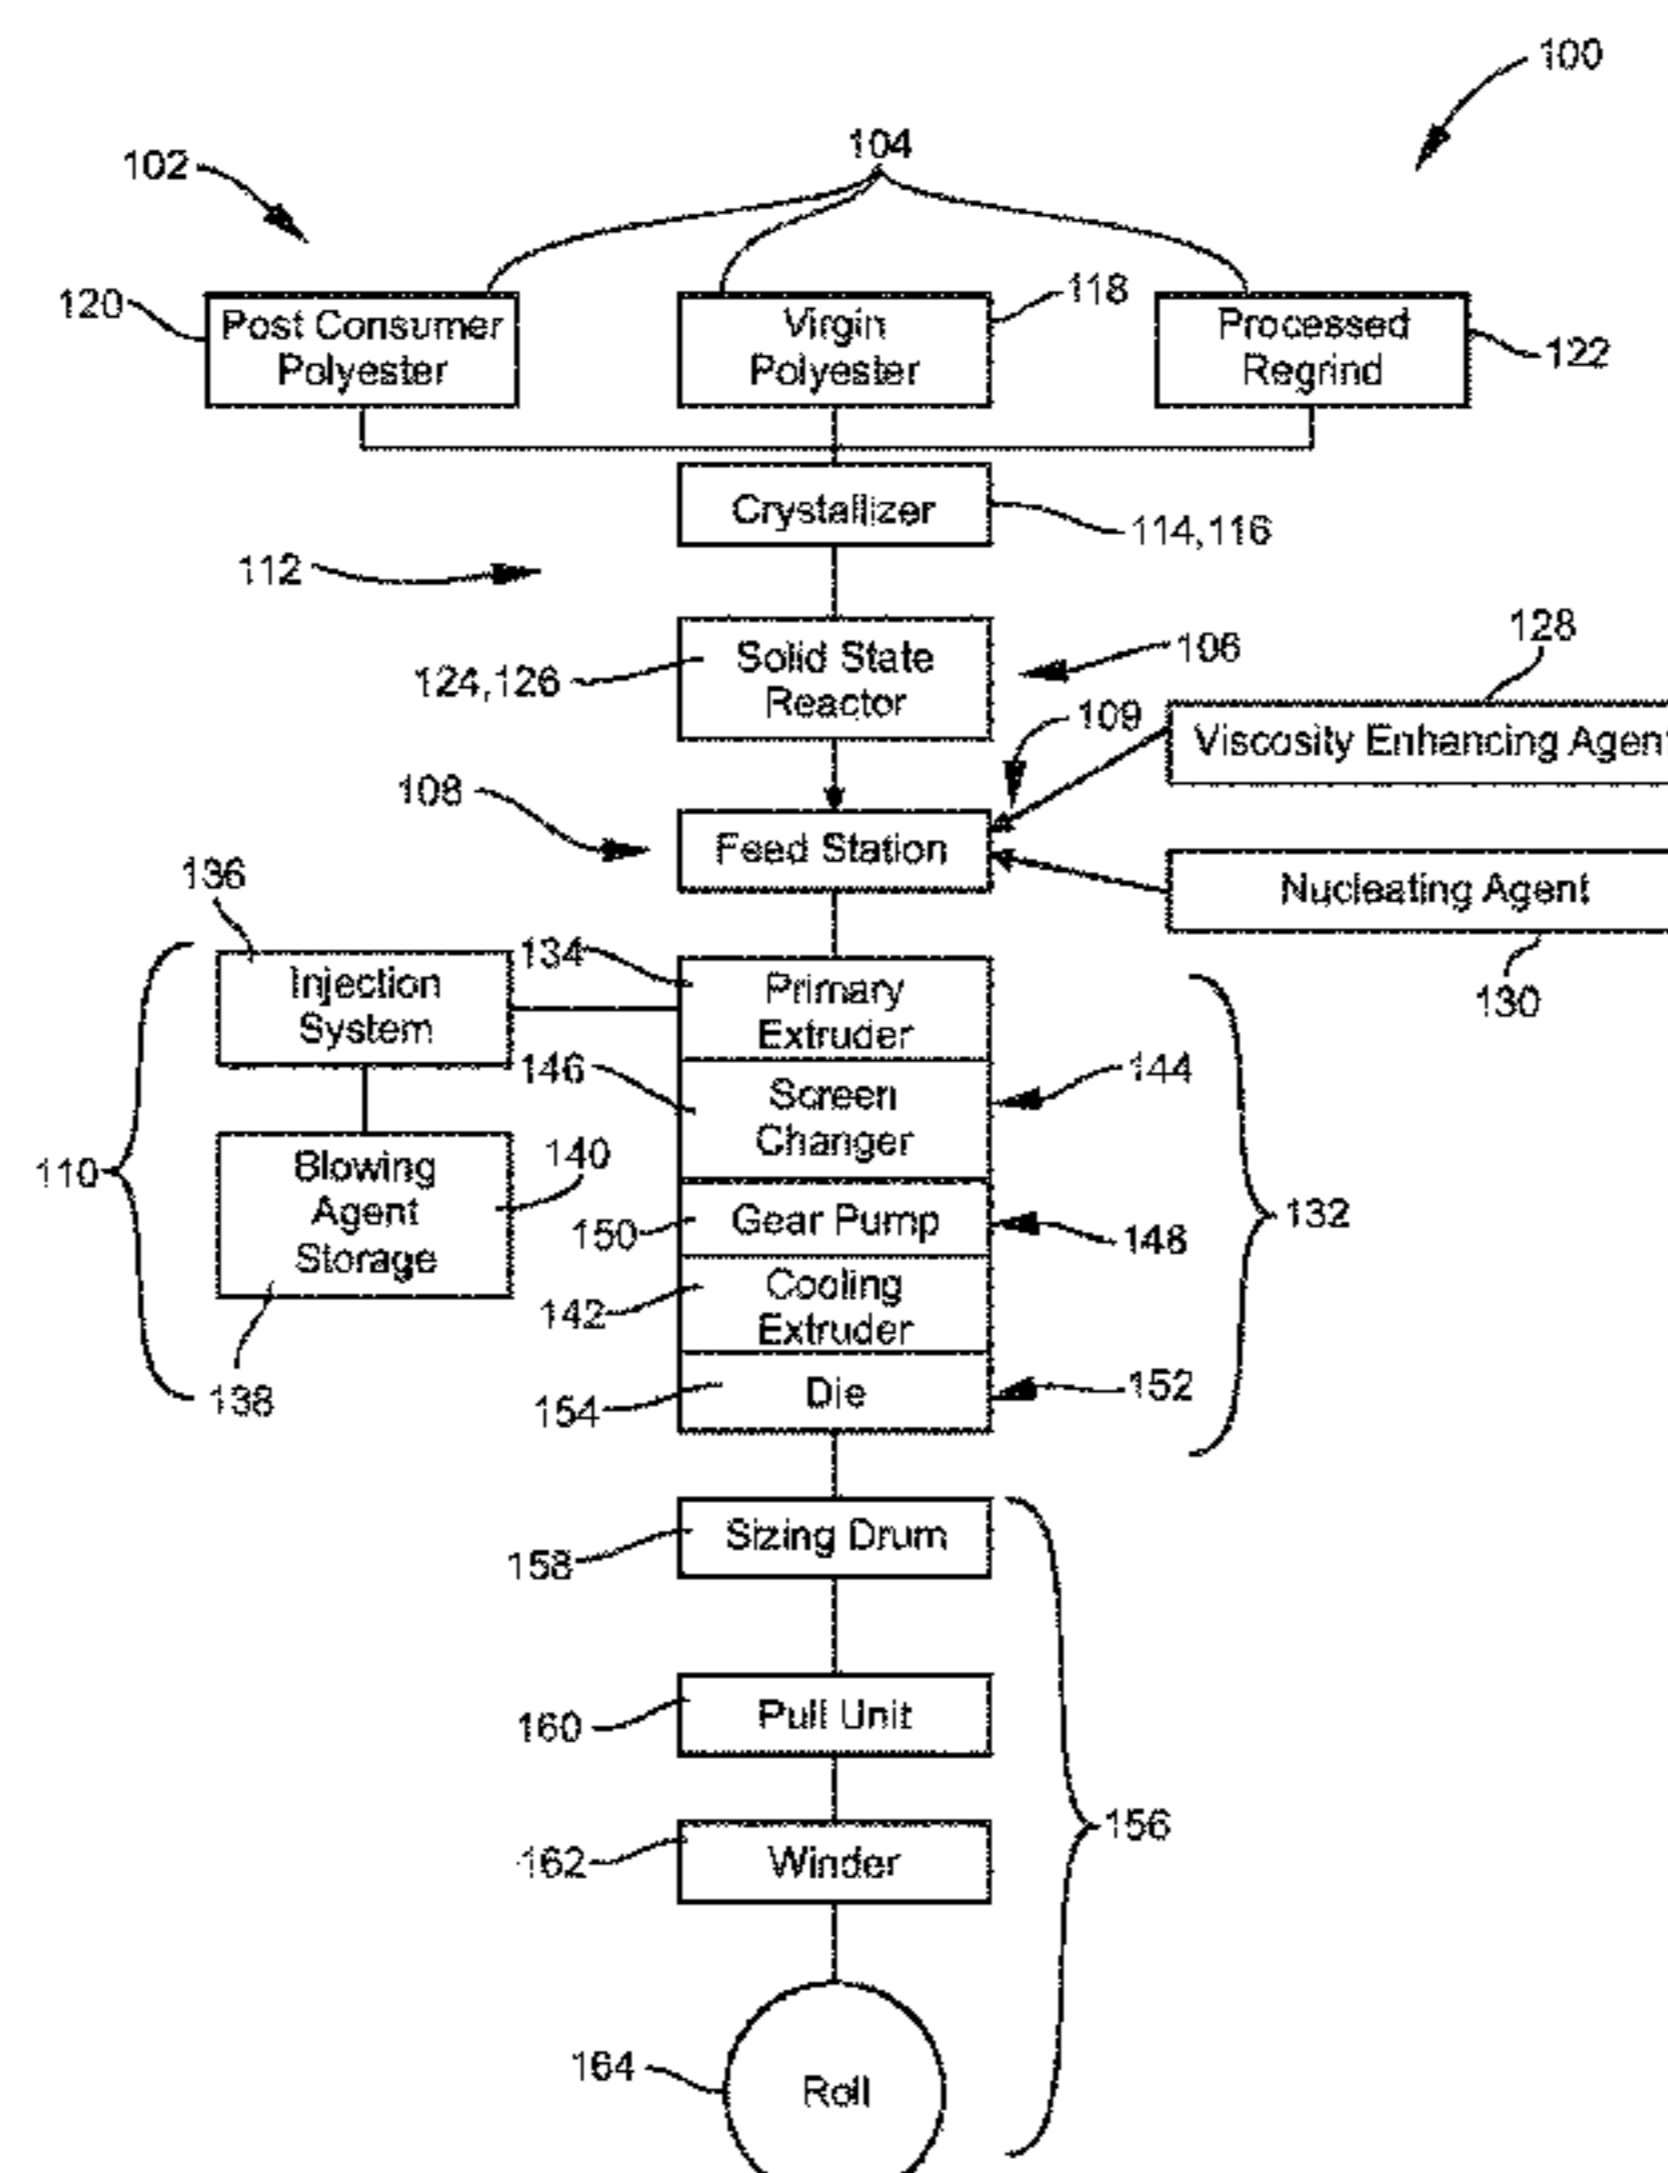 100
102
104
120
Post Consumer
Polyester
Virgin
Polyester
118
Processed
Regrind
122
Crystallizer
114,116
112
Solid State
Reactor
124,126
106
128
109
Viscosity Enhancing Agent
108
Feed Station
Nucleating Agent
130
136
134
Injection
System
Primary
Extruder
146
Screen
Changer
144
110
Blowing
Agent
Storage
140
138
150
Gear Pump
148
132
142
Cooling
Extruder
154
Die
152
158
Sizing Drum
160
Pull Unit
156
162
Winder
164
Roll